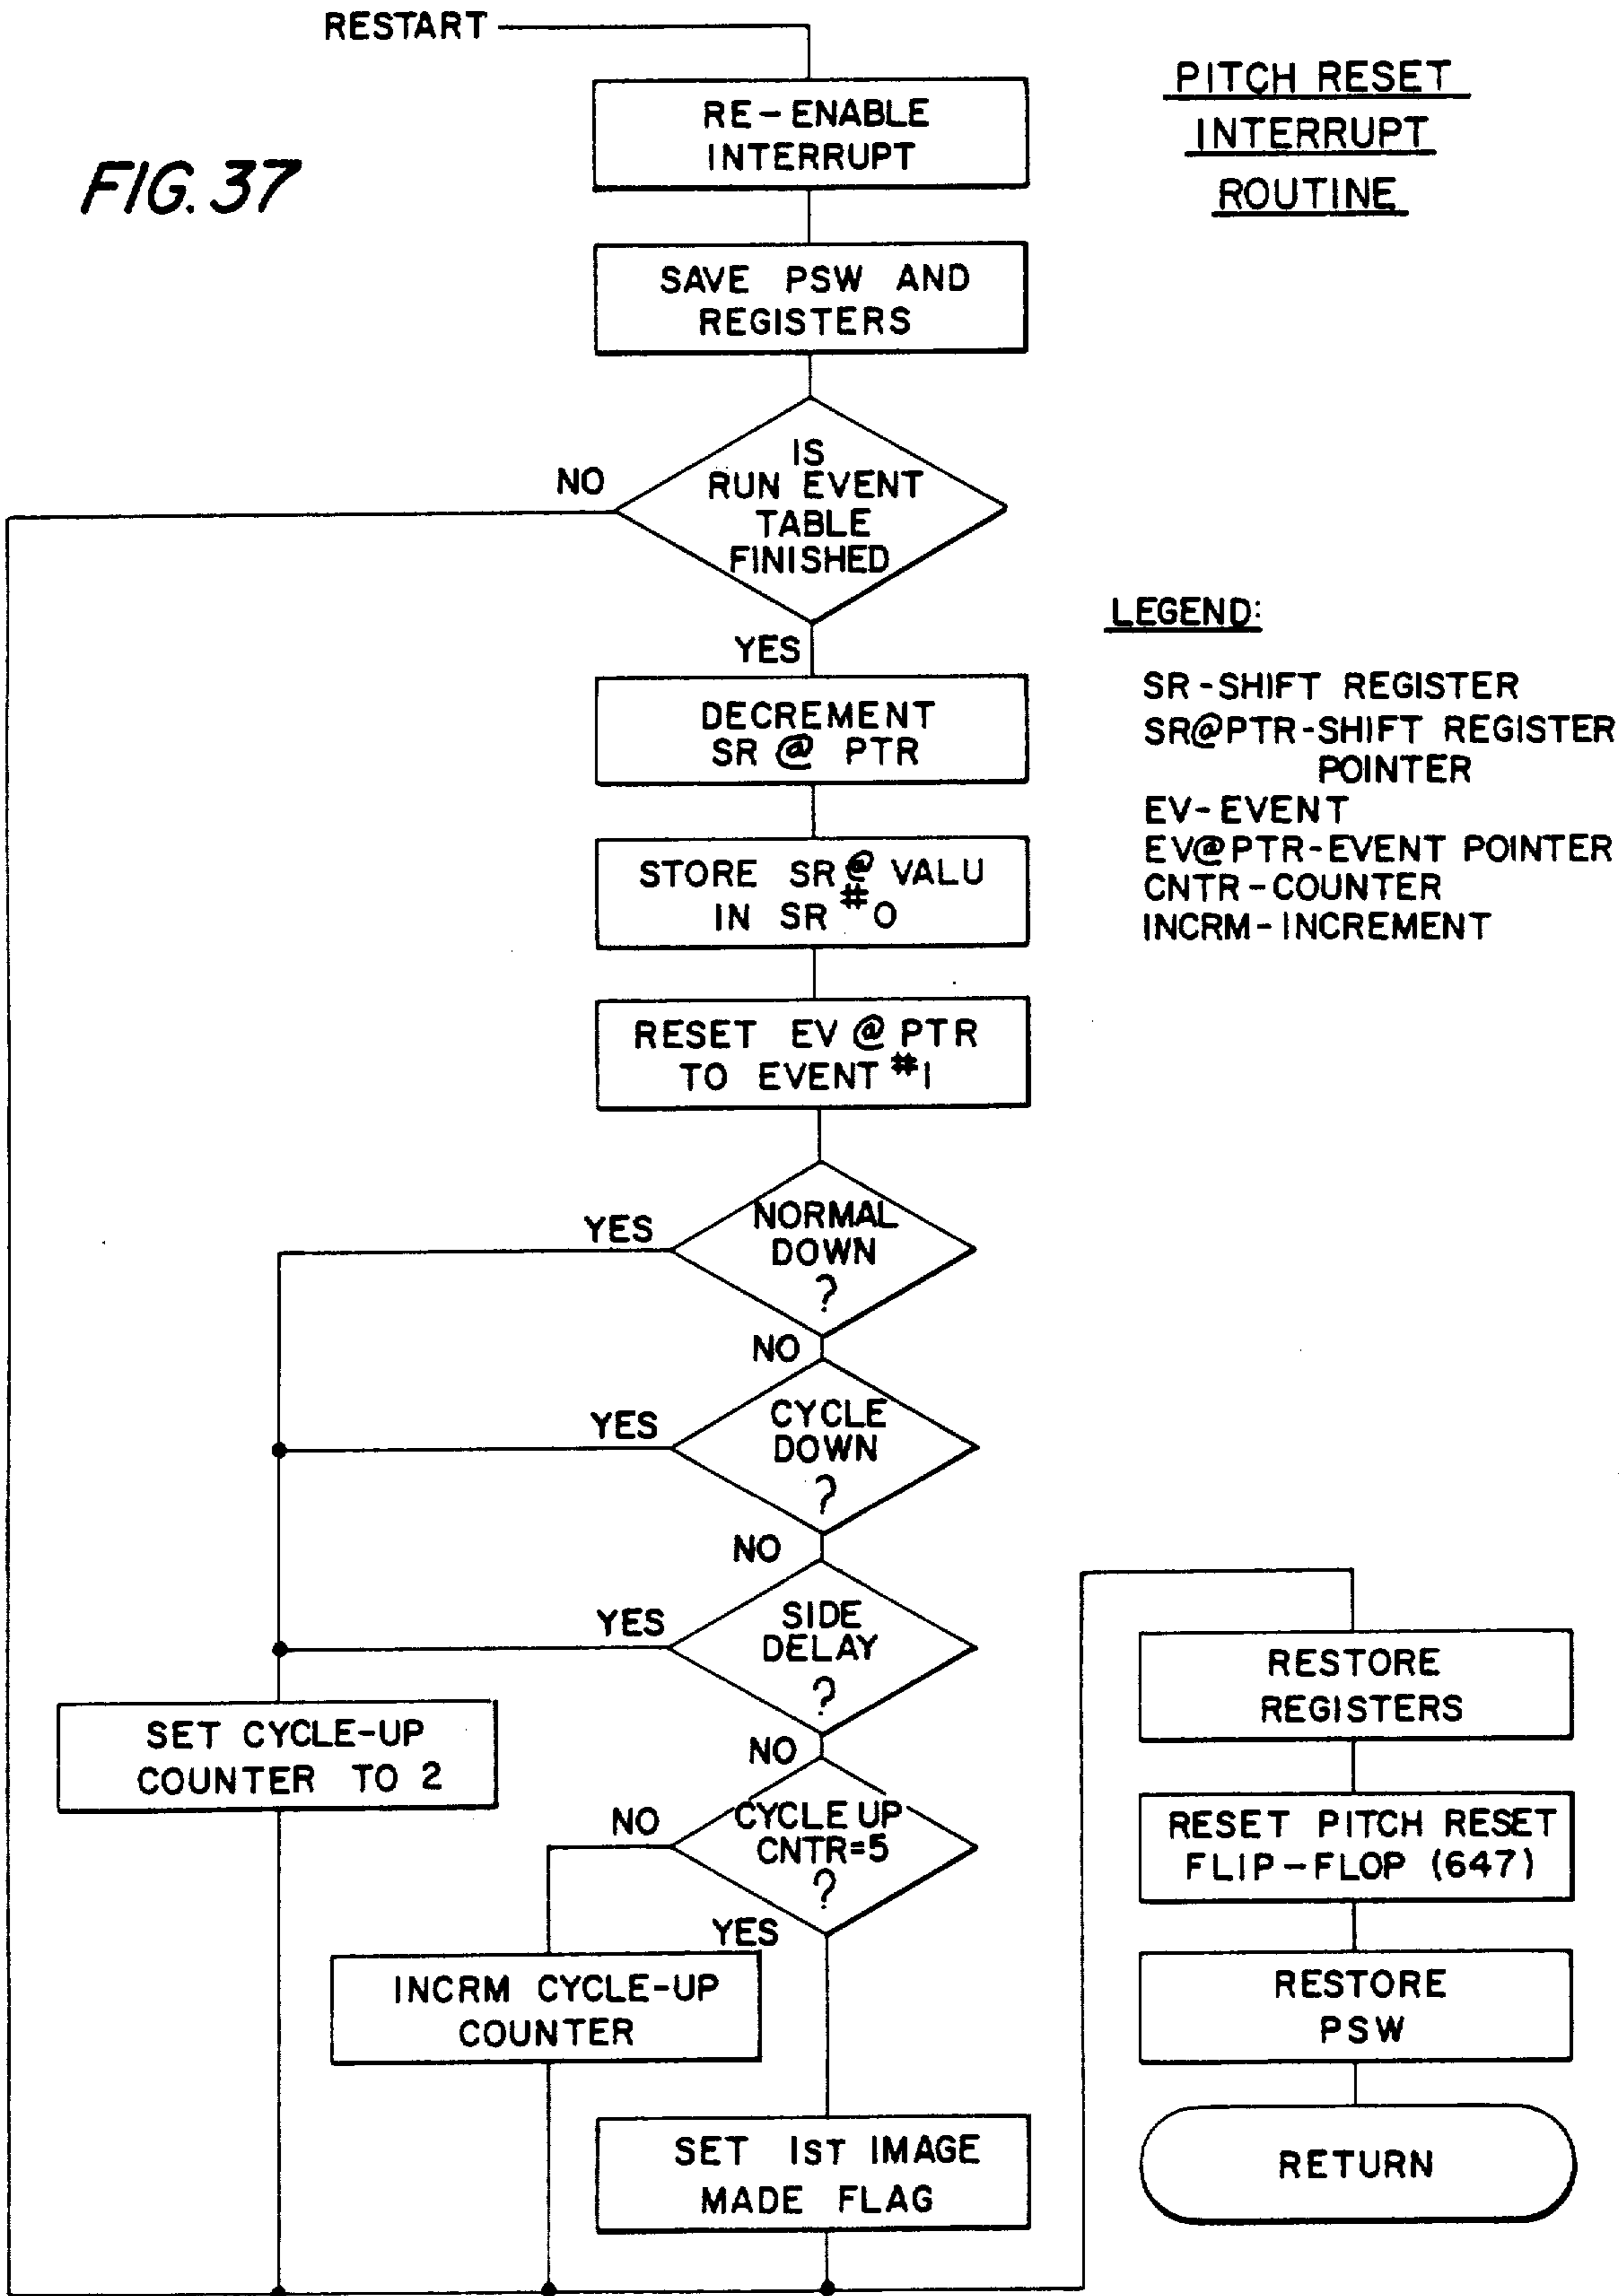 RESTART
PITCH RESET
INTERRUPT
ROUTINE
FIG. 37
RE-ENABLE
INTERRUPT
SAVE PSW AND
REGISTERS
IS
RUN EVENT
TABLE
FINISHED
NO
YES
LEGEND:
SR-SHIFT REGISTER
SR@PTR-SHIFT REGISTER
POINTER
EV-EVENT
EV@PTR-EVENT POINTER
CNTR-COUNTER
INCRM-INCREMENT
DECREMENT
SR @ PTR
STORE SR @ VALU
IN SR #0
RESET EV @ PTR
TO EVENT #1
NORMAL
DOWN
?
YES
NO
CYCLE
DOWN
?
YES
NO
SIDE
DELAY
?
YES
NO
SET CYCLE-UP
COUNTER TO 2
CYCLE UP
CNTR=5
?
NO
YES
INCRM CYCLE-UP
COUNTER
SET 1ST IMAGE
MADE FLAG
RESTORE
REGISTERS
RESET PITCH RESET
FLIP-FLOP (647)
RESTORE
PSW
RETURN